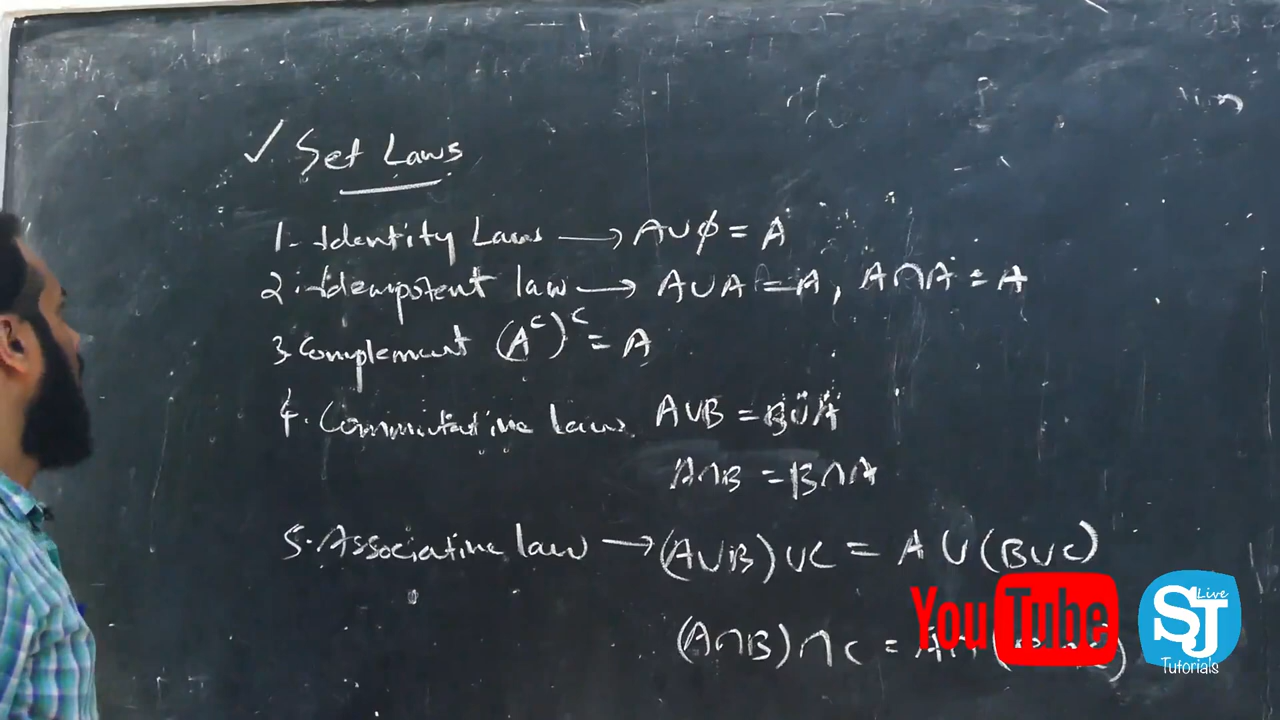 ✓ Set Laws
1. Identity Laws → A∪ϕ = A
2. Idempotent law → A∪A = A, A∩A = A
3. Complement (Aᶜ)ᶜ = A
4. Commutative laws A∪B = B∪A
A∩B = B∩A
5. Associative law → (A∪B)∪C = A∪(B∪C)
(A∩B)∩C = A∩(
YouTube
SJ Live Tutorials